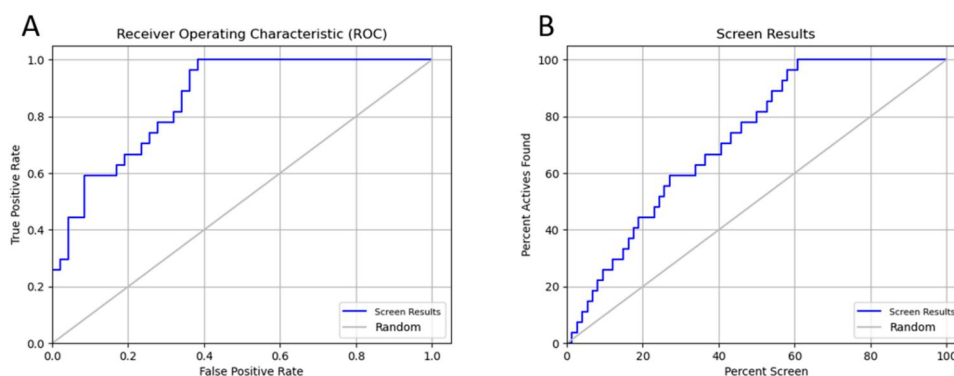 A
Receiver Operating Characteristic (ROC)
1.0
0.8
0.6
0.4
0.2
0.0
True Positive Rate
0.0 0.2 0.4 0.6 0.8 1.0
False Positive Rate
Screen Results
Random
B
Screen Results
100
80
60
40
20
0
Percent Actives Found
0 20 40 60 80 100
Percent Screen
Screen Results
Random